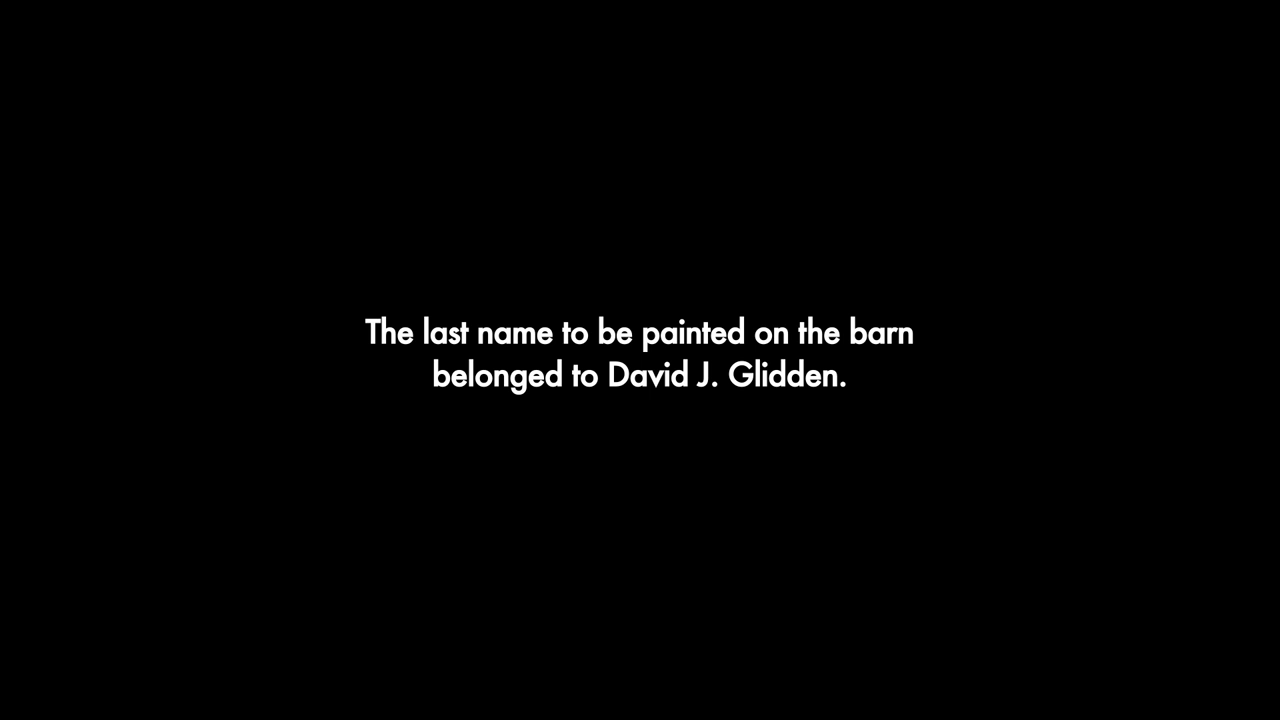 The last name to be painted on the barn
belonged to David J. Glidden.